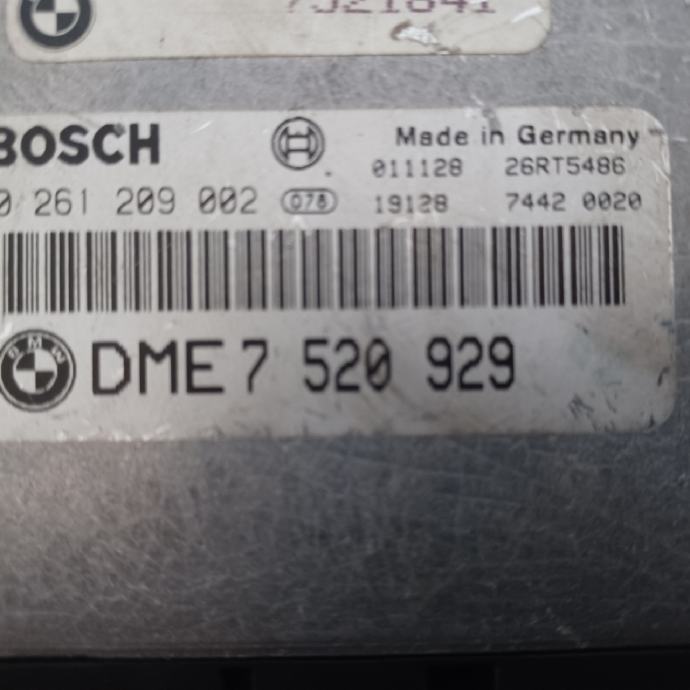 7521841
BOSCH
Made in Germany
011128 26RT5486
0 261 209 002 078 19128 7442 0020
BMW DME 7 520 929